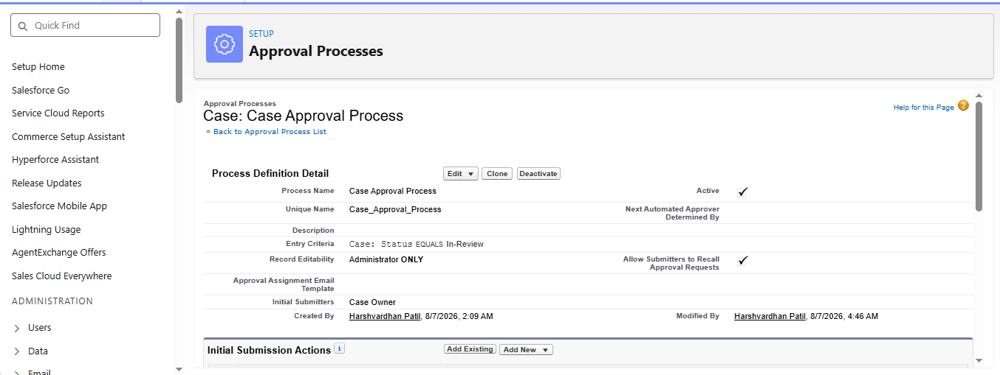 Quick Find
Setup Home
Salesforce Go
Service Cloud Reports
Commerce Setup Assistant
Hyperforce Assistant
Release Updates
Salesforce Mobile App
Lightning Usage
AgentExchange Offers
Sales Cloud Everywhere
ADMINISTRATION
Users
Data
Email
SETUP
Approval Processes
Approval Processes
Case: Case Approval Process
« Back to Approval Process List
Help for this Page ?
Process Definition Detail Edit Clone Deactivate
Process Name Case Approval Process Active
Unique Name Case_Approval_Process Next Automated Approver
Determined By
Description
Entry Criteria Case: Status EQUALS In-Review
Record Editability Administrator ONLY Allow Submitters to Recall
Approval Requests
Approval Assignment Email
Template
Initial Submitters Case Owner
Created By Harshvardhan Patil, 8/7/2026, 2:09 AM Modified By Harshvardhan Patil, 8/7/2026, 4:46 AM
Initial Submission Actions i Add Existing Add New